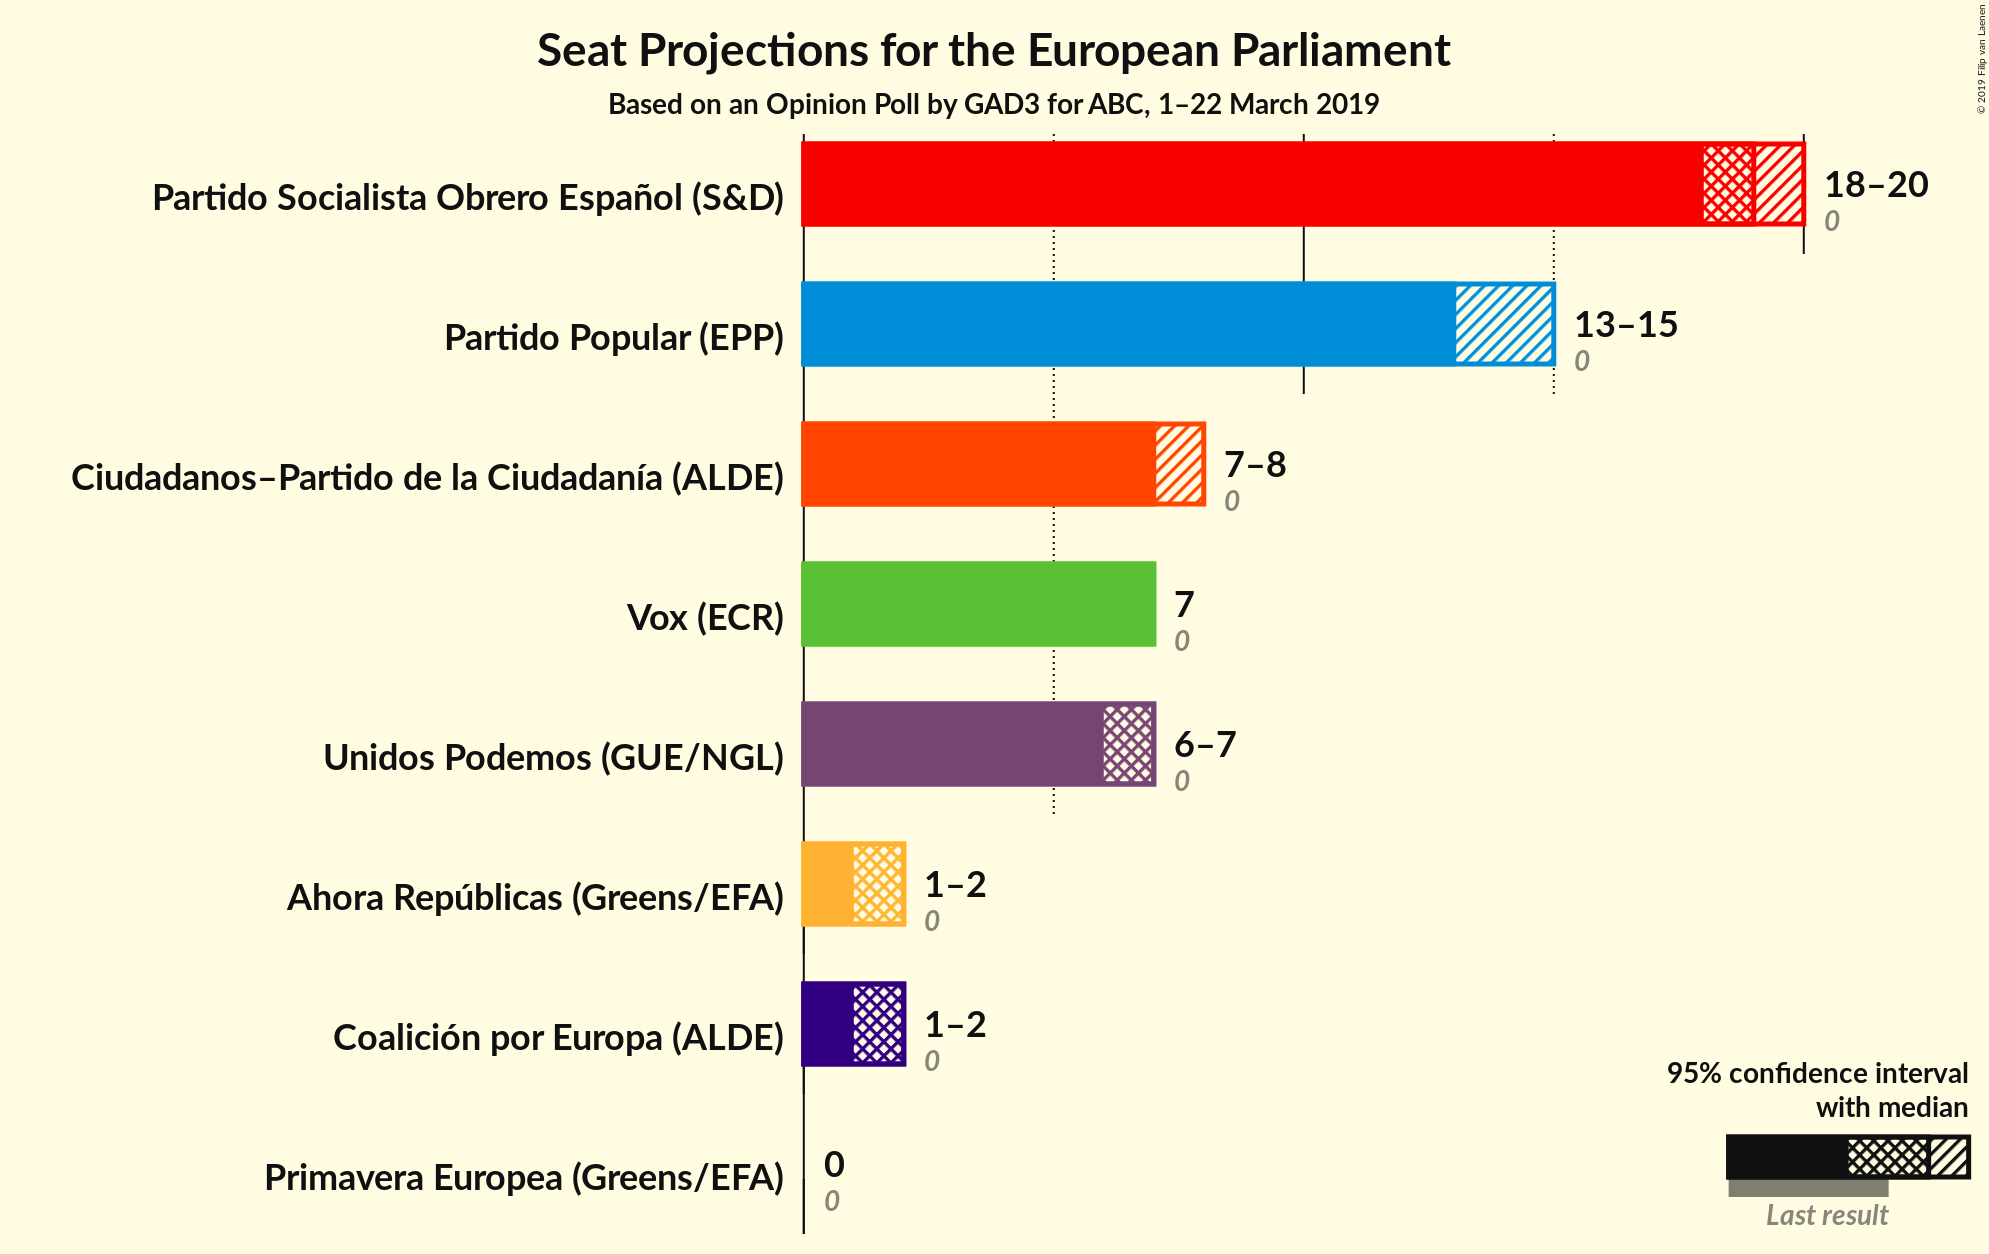 Seat Projections for the European Parliament
Based on an Opinion Poll by GAD3 for ABC, 1–22 March 2019
© 2019 Filip van Laenen
Partido Socialista Obrero Español (S&D)
18–20
0
Partido Popular (EPP)
13–15
0
Ciudadanos–Partido de la Ciudadanía (ALDE)
7–8
0
Vox (ECR)
7
0
Unidos Podemos (GUE/NGL)
6–7
0
Ahora Repúblicas (Greens/EFA)
1–2
0
Coalición por Europa (ALDE)
1–2
0
Primavera Europea (Greens/EFA)
0
0
95% confidence interval
with median
Last result